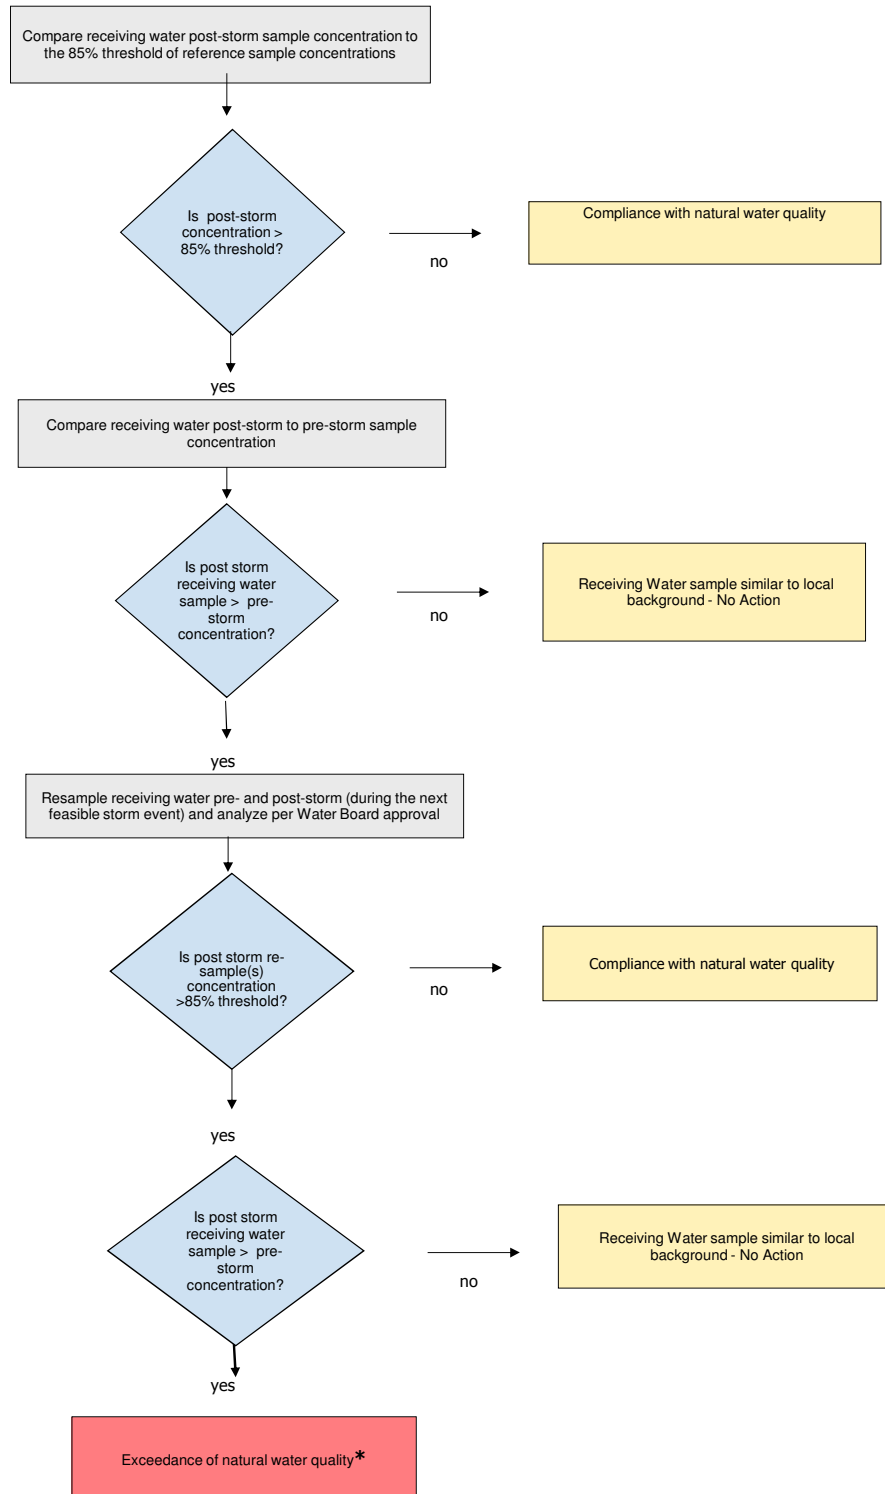 Compare receiving water post-storm sample concentration to
the 85% threshold of reference sample concentrations
Is  post-storm
concentration >
85% threshold?
no
Compliance with natural water quality
yes
Compare receiving water post-storm to pre-storm sample
concentration
Is post storm
receiving water
sample >  pre-
storm
concentration?
no
Receiving Water sample similar to local
background - No Action
yes
Resample receiving water pre- and post-storm (during the next
feasible storm event) and analyze per Water Board approval
Is post storm re-
sample(s)
concentration
>85% threshold?
no
Compliance with natural water quality
yes
Is post storm
receiving water
sample >  pre-
storm
concentration?
no
Receiving Water sample similar to local
background - No Action
yes
Exceedance of natural water quality*